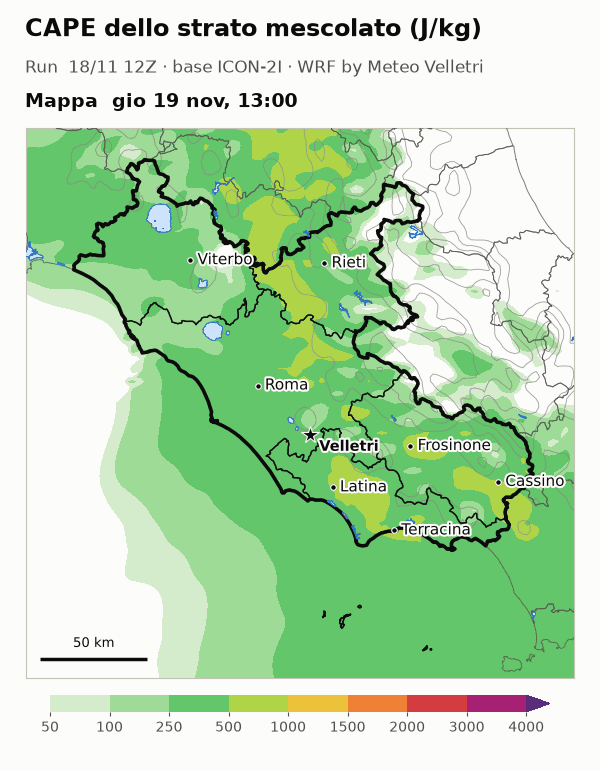 CAPE dello strato mescolato (J/kg)
Run  18/11 12Z · base ICON-2I · WRF by Meteo Velletri
Mappa  gio 19 nov, 13:00
Viterbo
Rieti
Roma
Velletri
Frosinone
Latina
Cassino
Terracina
50 km
50 100 250 500 1000 1500 2000 3000 4000